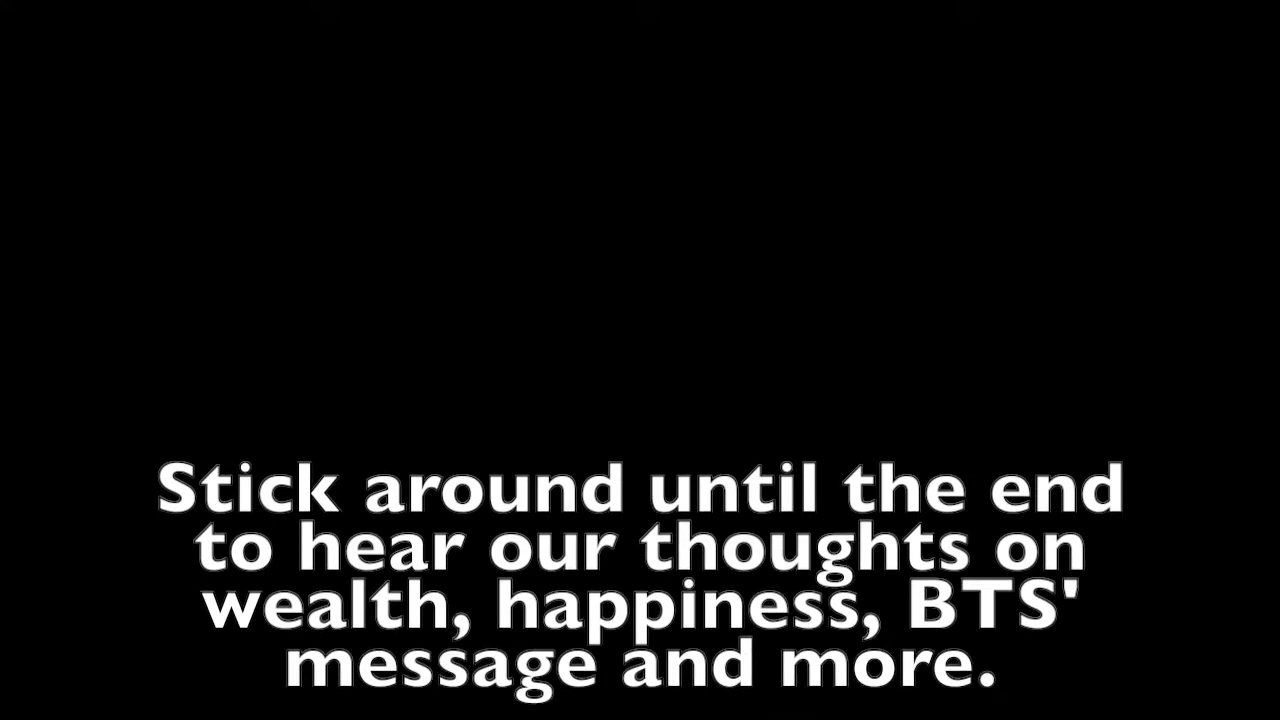 Stick around until the end
to hear our thoughts on
wealth, happiness, BTS'
message and more.